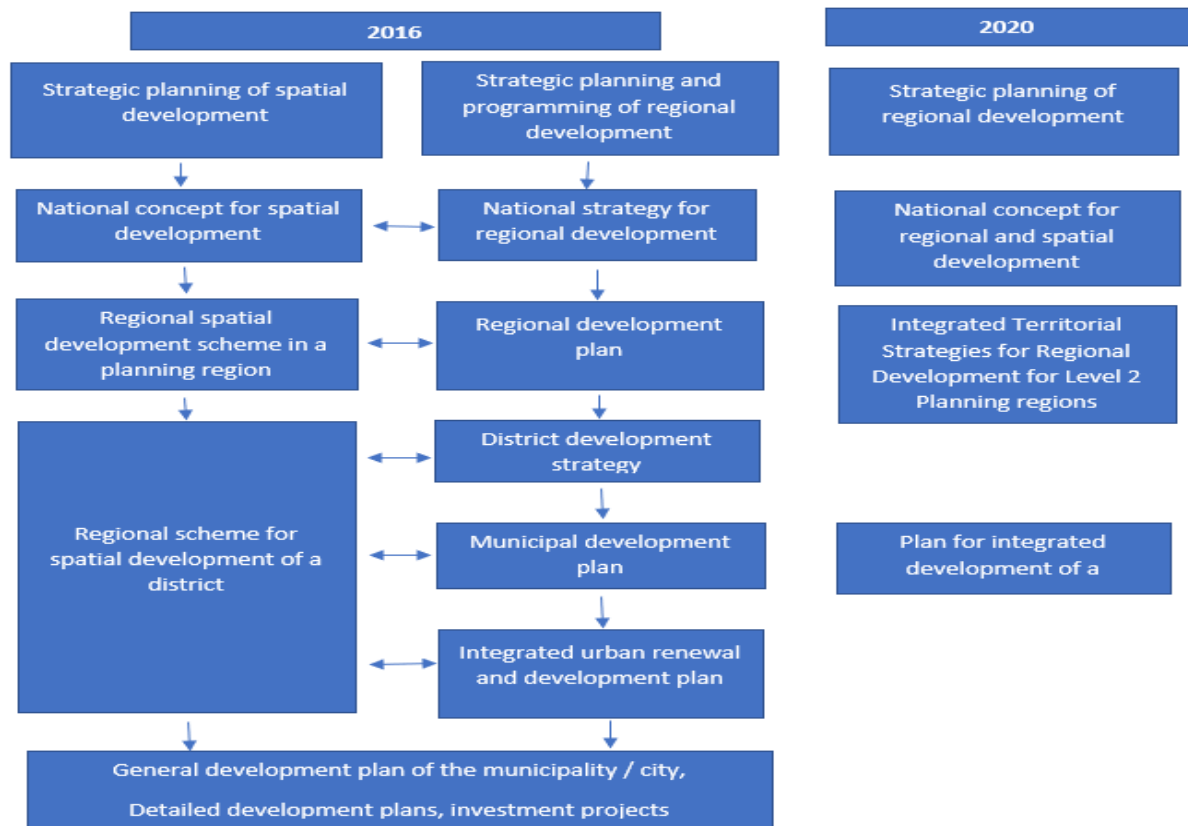 2016
2020
Strategic planning of spatial
development
Strategic planning and
programming of regional
development
Strategic planning of
regional development
National concept for spatial
development
National strategy for
regional development
National concept for
regional and spatial
development
Regional spatial
development scheme in a
planning region
Regional development
plan
Integrated Territorial
Strategies for Regional
Development for Level 2
Planning regions
District development
strategy
Regional scheme for
spatial development of a
district
Municipal development
plan
Plan for integrated
development of a
Integrated urban renewal
and development plan
General development plan of the municipality / city,
Detailed development plans, investment projects